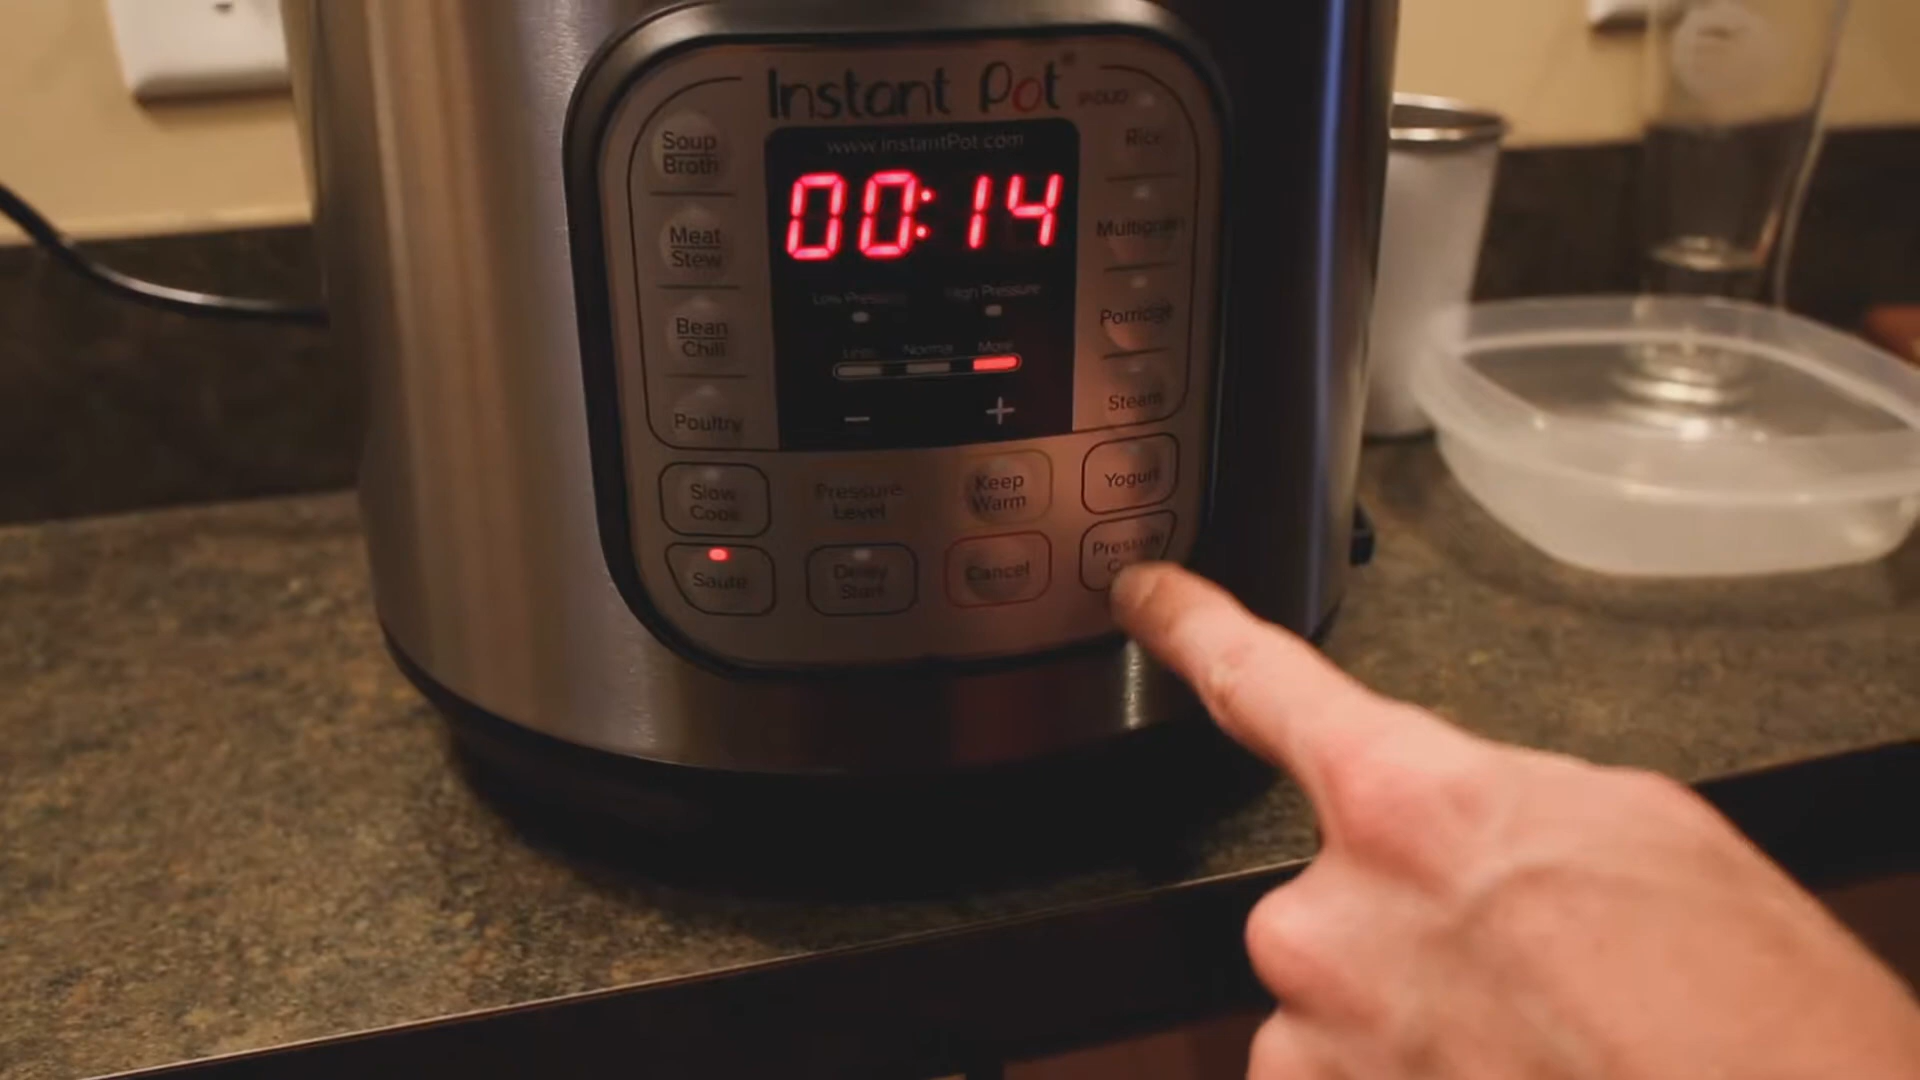 Instant Pot®
www.InstantPot.com
00:14
Low Pressure
High Pressure
Less
Normal
More
−
+
Soup
Broth
Meat
Stew
Bean
Chili
Poultry
Rice
Multigrain
Porridge
Steam
Slow
Cook
Pressure
Level
Keep
Warm
Yogurt
Saute
Delay
Start
Cancel
Pressure